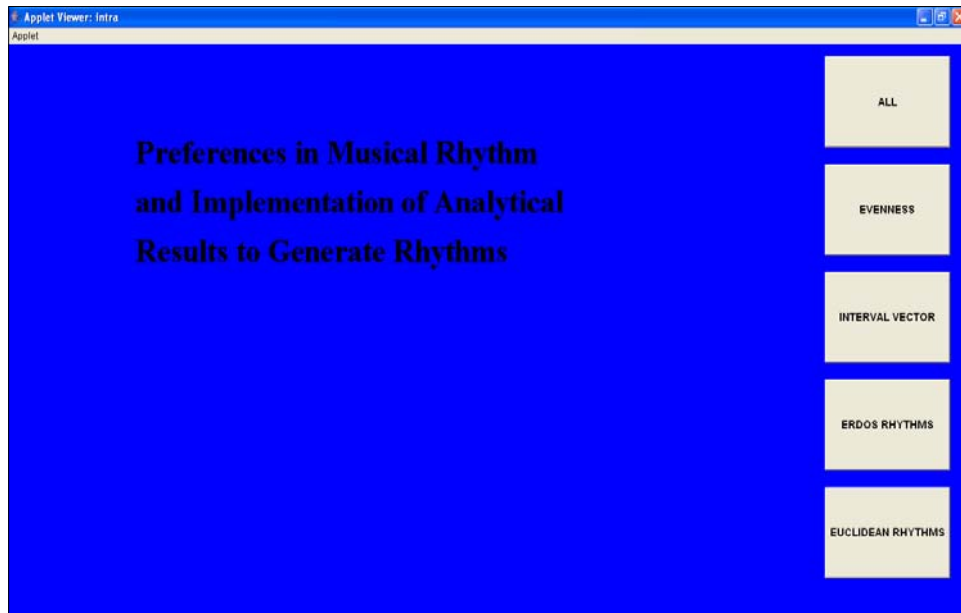 Applet Viewer: intra
Applet
Preferences in Musical Rhythm
and Implementation of Analytical
Results to Generate Rhythms
ALL
EVENNESS
INTERVAL VECTOR
ERDOS RHYTHMS
EUCLIDEAN RHYTHMS